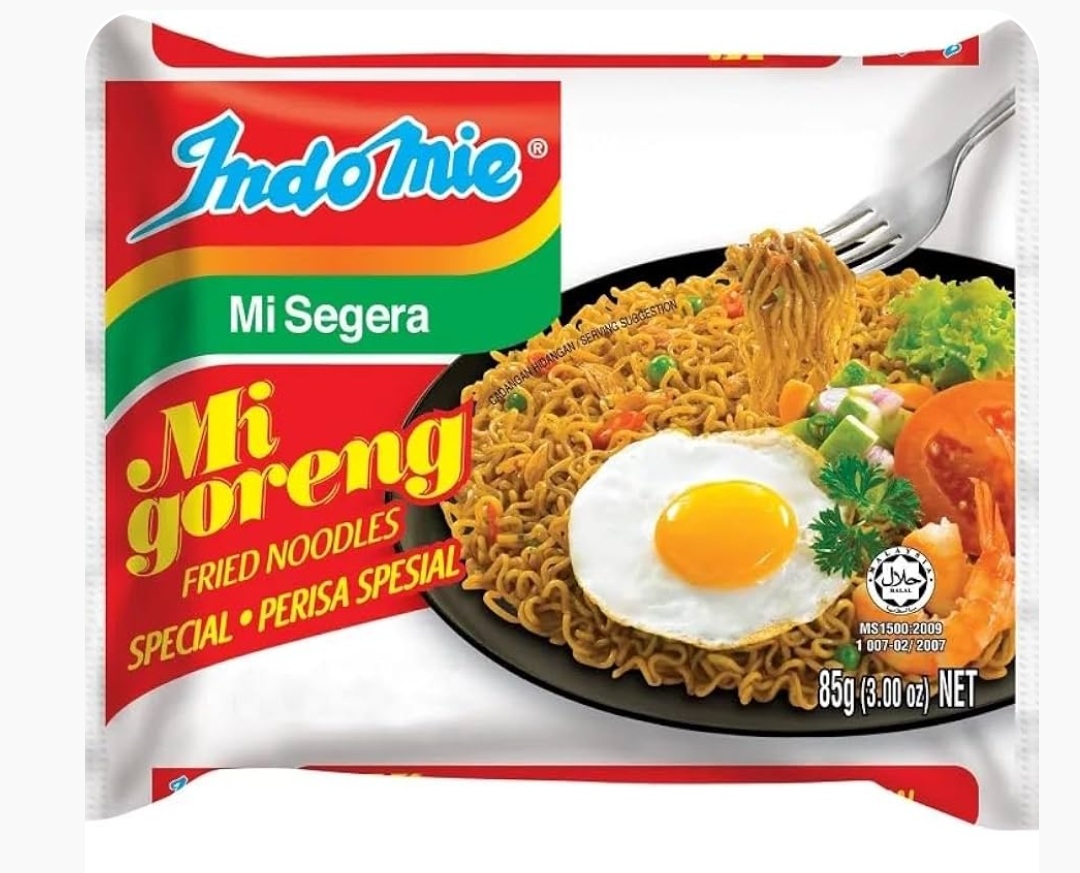 Indomie®
Mi Segera
Mi
goreng
FRIED NOODLES
SPECIAL • PERISA SPESIAL
CADANGAN HIDANGAN / SERVING SUGGESTION
MALAYSIA
حلال
HALAL
MS1500:2009
1 007-02/ 2007
85g (3.00 oz) NET